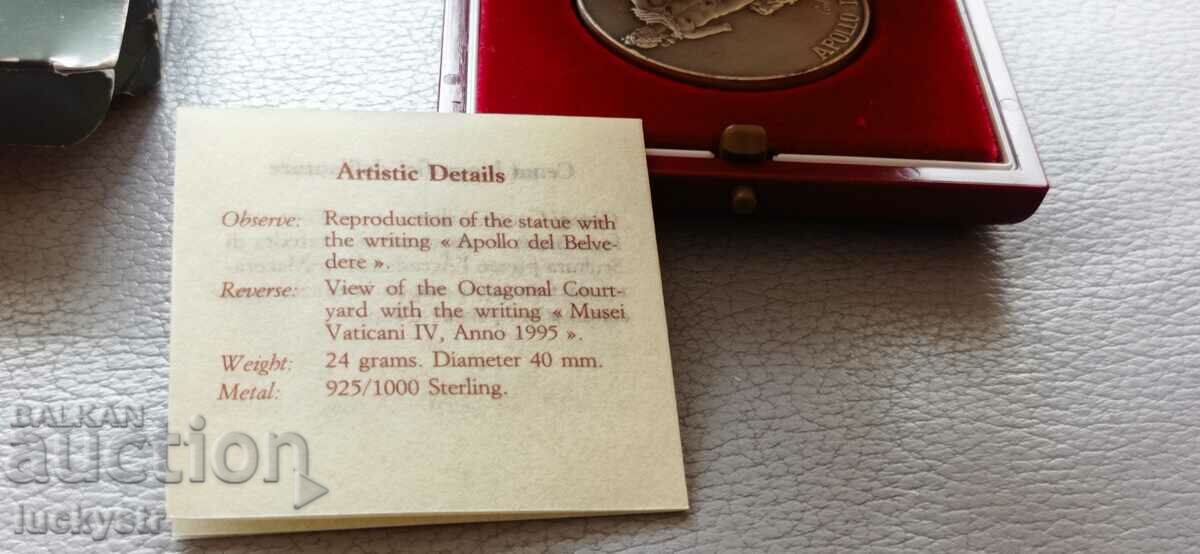 Artistic Details
Observe: Reproduction of the statue with
the writing « Apollo del Belve-
dere ».
Reverse: View of the Octagonal Court-
yard with the writing « Musei
Vaticani IV, Anno 1995 ».
Weight: 24 grams. Diameter 40 mm.
Metal: 925/1000 Sterling.
APOLLO
BALKAN
auction
luckystr